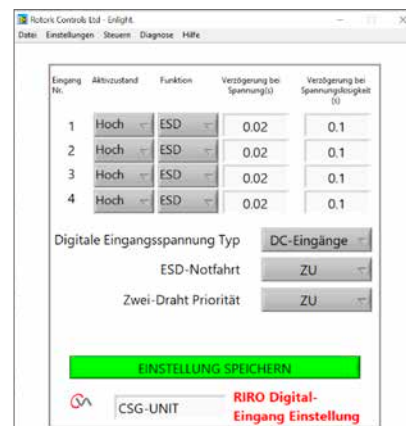 Rotork Controls Ltd - Enlight.
Datei Einstellungen Steuern Diagnose Hilfe
Eingang Nr. Aktivzustand Funktion Verzögerung bei Spannung(s) Verzögerung bei Spannungslosigkeit (s)
1 Hoch ESD 0.02 0.1
2 Hoch ESD 0.02 0.1
3 Hoch ESD 0.02 0.1
4 Hoch ESD 0.02 0.1
Digitale Eingangsspannung Typ DC-Eingänge
ESD-Notfahrt ZU
Zwei-Draht Priorität ZU
EINSTELLUNG SPEICHERN
CSG-UNIT
RIRO Digital-
Eingang Einstellung